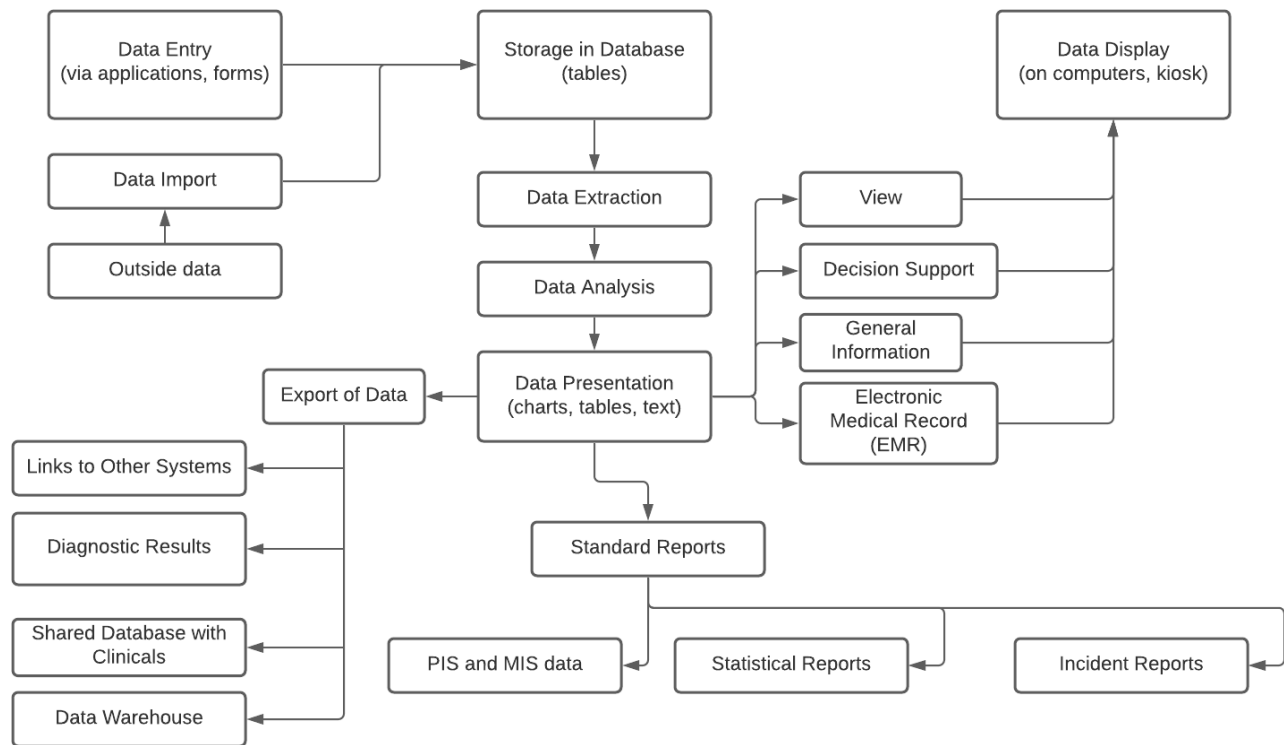 Data Entry
(via applications, forms)
Storage in Database
(tables)
Data Display
(on computers, kiosk)
Data Import
Data Extraction
View
Outside data
Data Analysis
Decision Support
General
Information
Data Presentation
(charts, tables, text)
Export of Data
Electronic
Medical Record
(EMR)
Links to Other Systems
Diagnostic Results
Standard Reports
Shared Database with
Clinicals
PIS and MIS data
Statistical Reports
Incident Reports
Data Warehouse